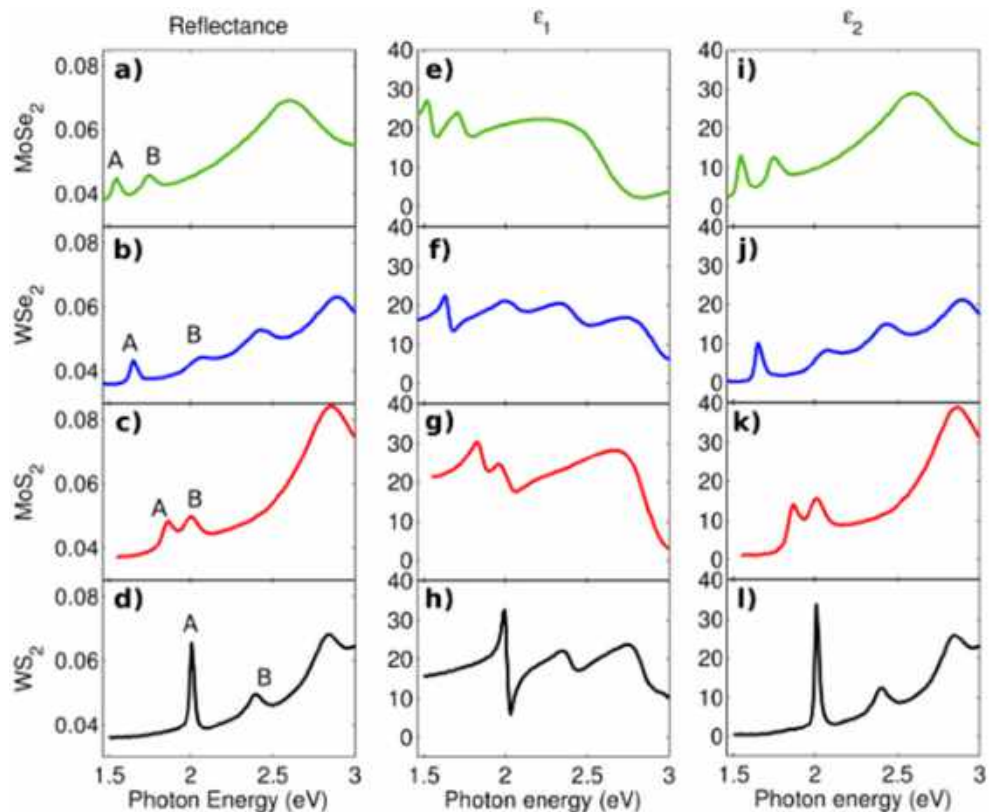 Reflectance ε₁ ε₂
MoSe₂
a)
A
B
0.08
0.06
0.04
e)
40
30
20
10
0
i)
40
30
20
10
0
WSe₂
b)
A
B
0.08
0.06
0.04
f)
40
30
20
10
0
j)
40
30
20
10
0
MoS₂
c)
A
B
0.08
0.06
0.04
g)
40
30
20
10
0
k)
40
30
20
10
0
WS₂
d)
A
B
0.08
0.06
0.04
h)
40
30
20
10
0
l)
40
30
20
10
0
1.5 2 2.5 3 1.5 2 2.5 3 1.5 2 2.5 3
Photon Energy (eV) Photon energy (eV) Photon energy (eV)